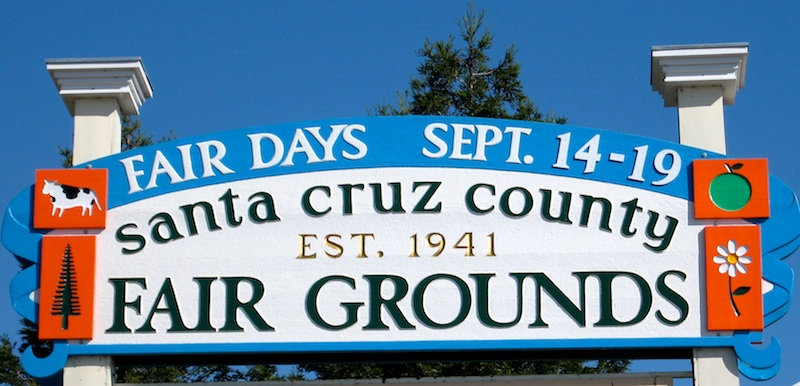 FAIR DAYS SEPT. 14-19
santa cruz county
EST. 1941
FAIR GROUNDS